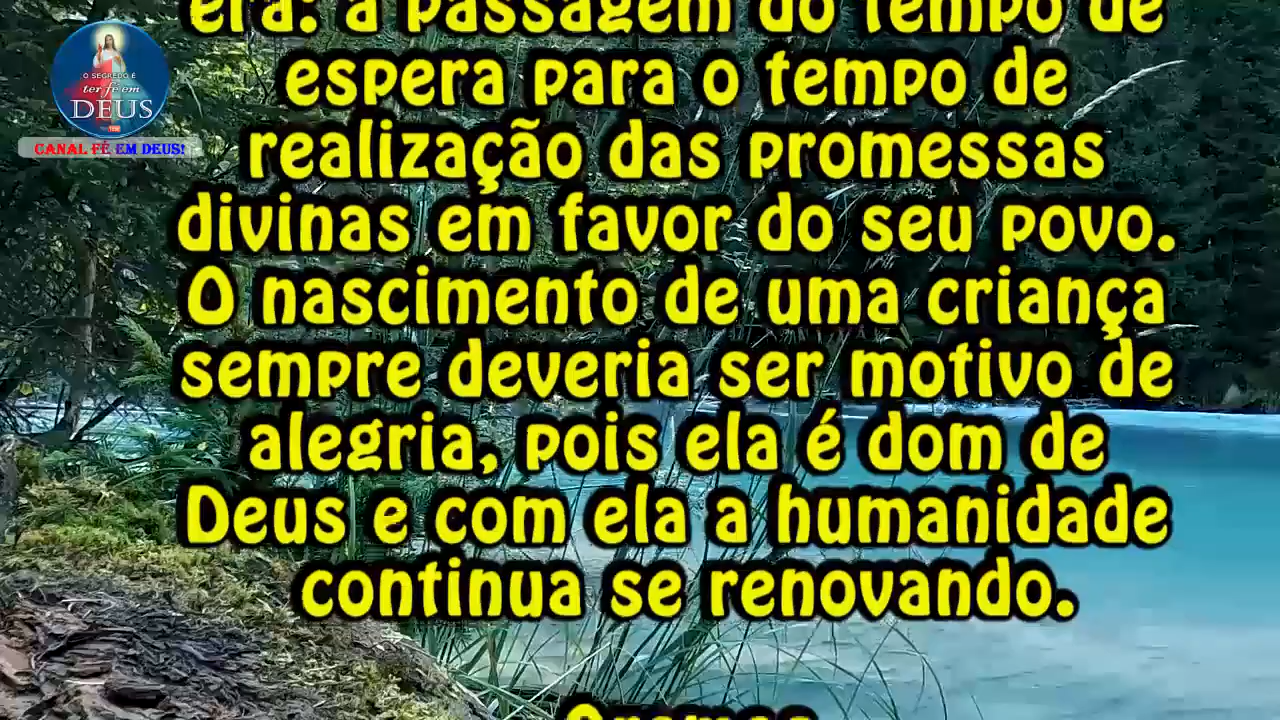 era: a passagem do tempo de
espera para o tempo de
realização das promessas
divinas em favor do seu povo.
O nascimento de uma criança
sempre deveria ser motivo de
alegria, pois ela é dom de
Deus e com ela a humanidade
continua se renovando.
O SEGREDO É
ter fé em
DEUS
CANAL FÉ EM DEUS!